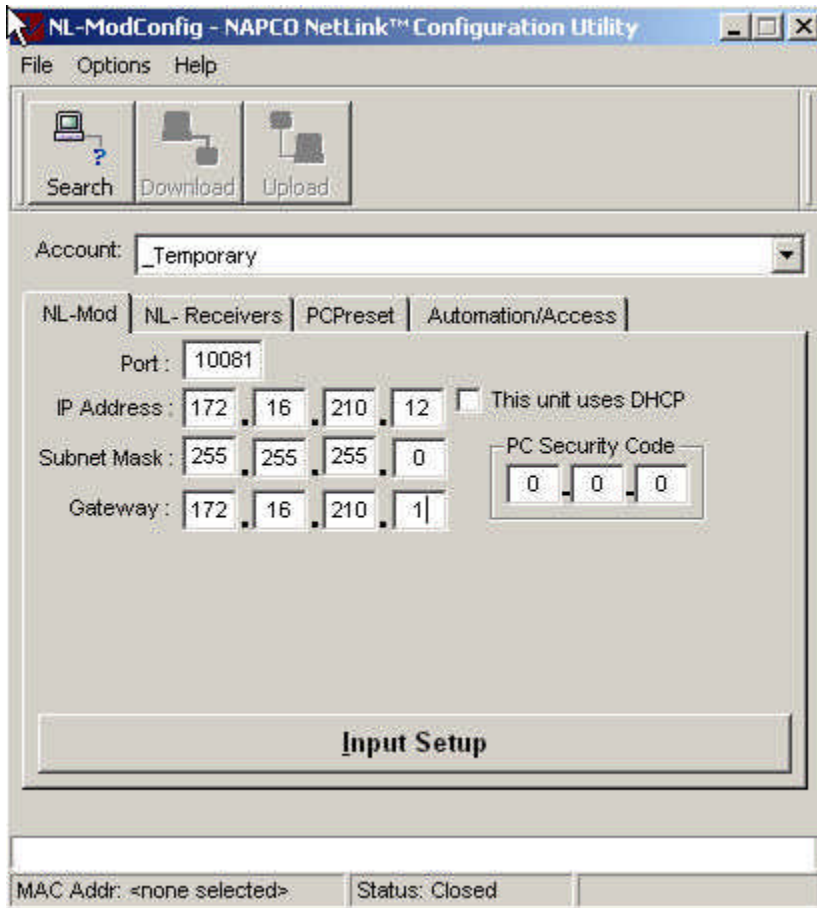 NL-ModConfig - NAPCO NetLink™ Configuration Utility
File Options Help
Search Download Upload
?
Account: _Temporary
NL-Mod NL- Receivers PCPreset Automation/Access
Port : 10081
IP Address : 172 . 16 . 210 . 12 This unit uses DHCP
Subnet Mask : 255 . 255 . 255 . 0 PC Security Code
0 - 0 - 0
Gateway : 172 . 16 . 210 . 1
Input Setup
MAC Addr: <none selected> Status: Closed